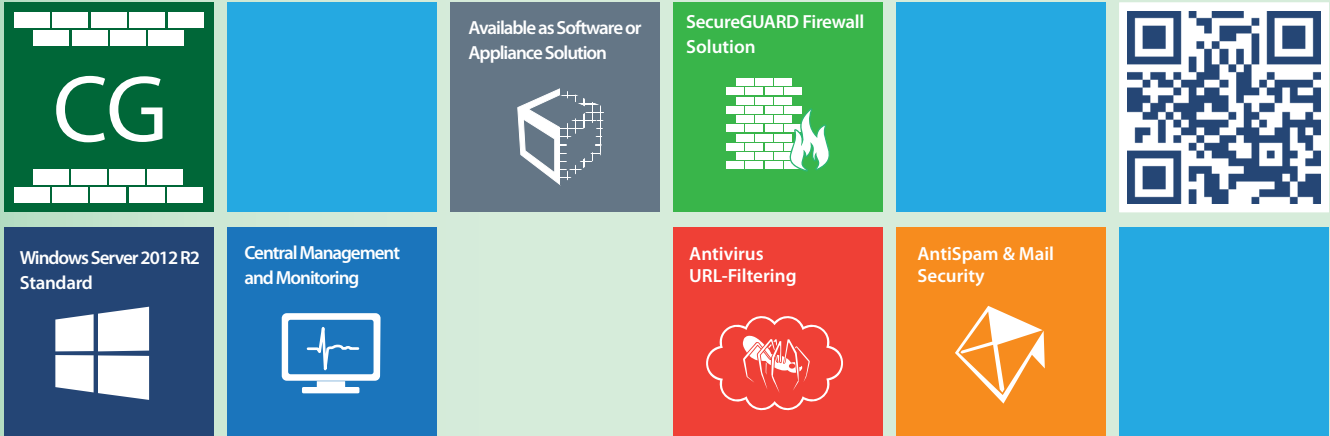 CG
Available as Software or
Appliance Solution
SecureGUARD Firewall
Solution
Windows Server 2012 R2
Standard
Central Management
and Monitoring
Antivirus
URL-Filtering
AntiSpam & Mail
Security